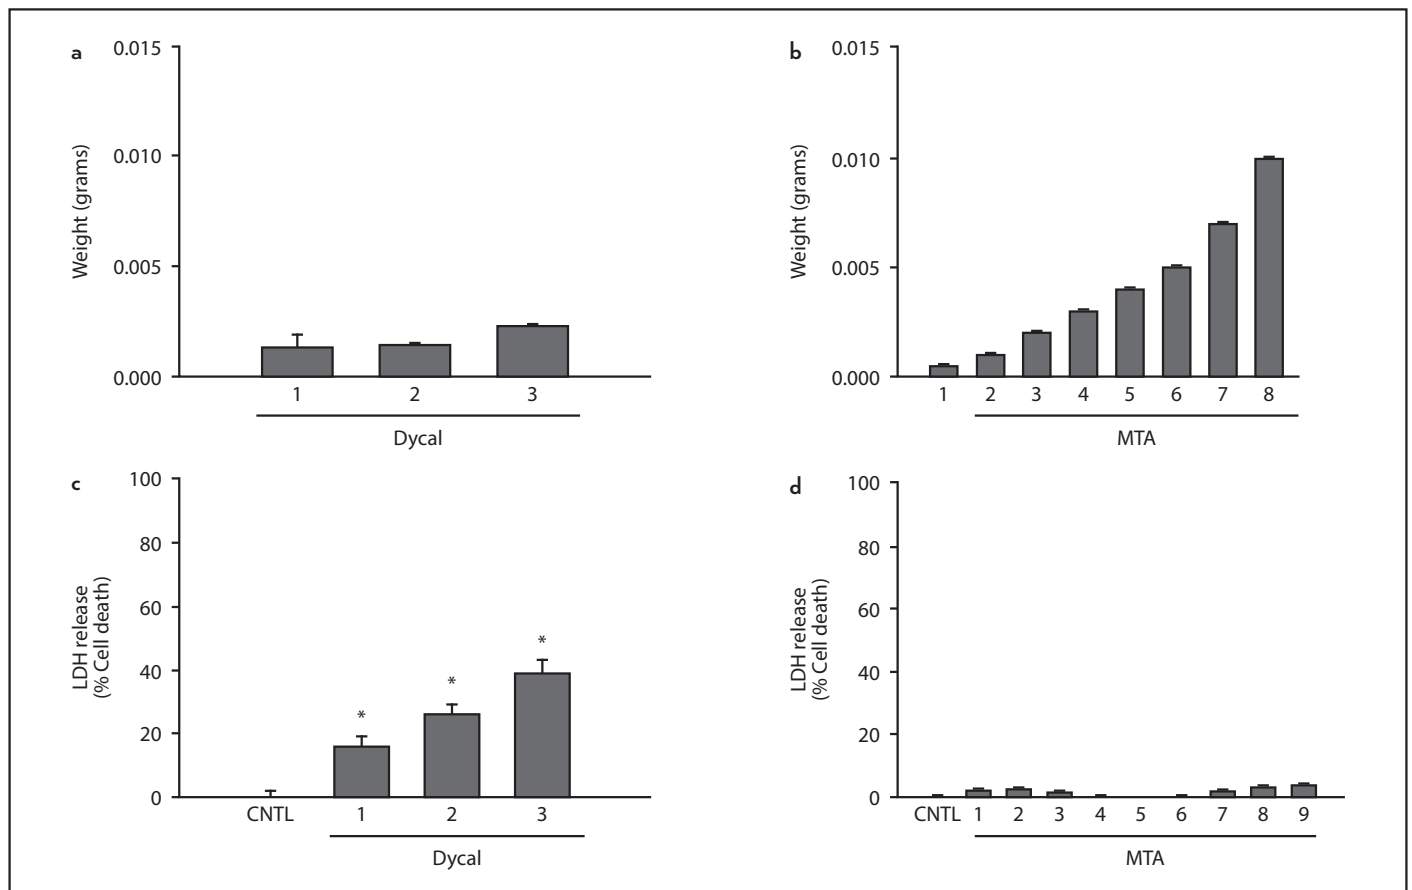 a
0.015
0.010
0.005
0.000
Weight (grams)
1 2 3
Dycal
b
0.015
0.010
0.005
0.000
Weight (grams)
1 2 3 4 5 6 7 8
MTA
c
100
80
60
40
20
0
LDH release
(% Cell death)
* * *
CNTL 1 2 3
Dycal
d
100
80
60
40
20
0
LDH release
(% Cell death)
CNTL 1 2 3 4 5 6 7 8 9
MTA